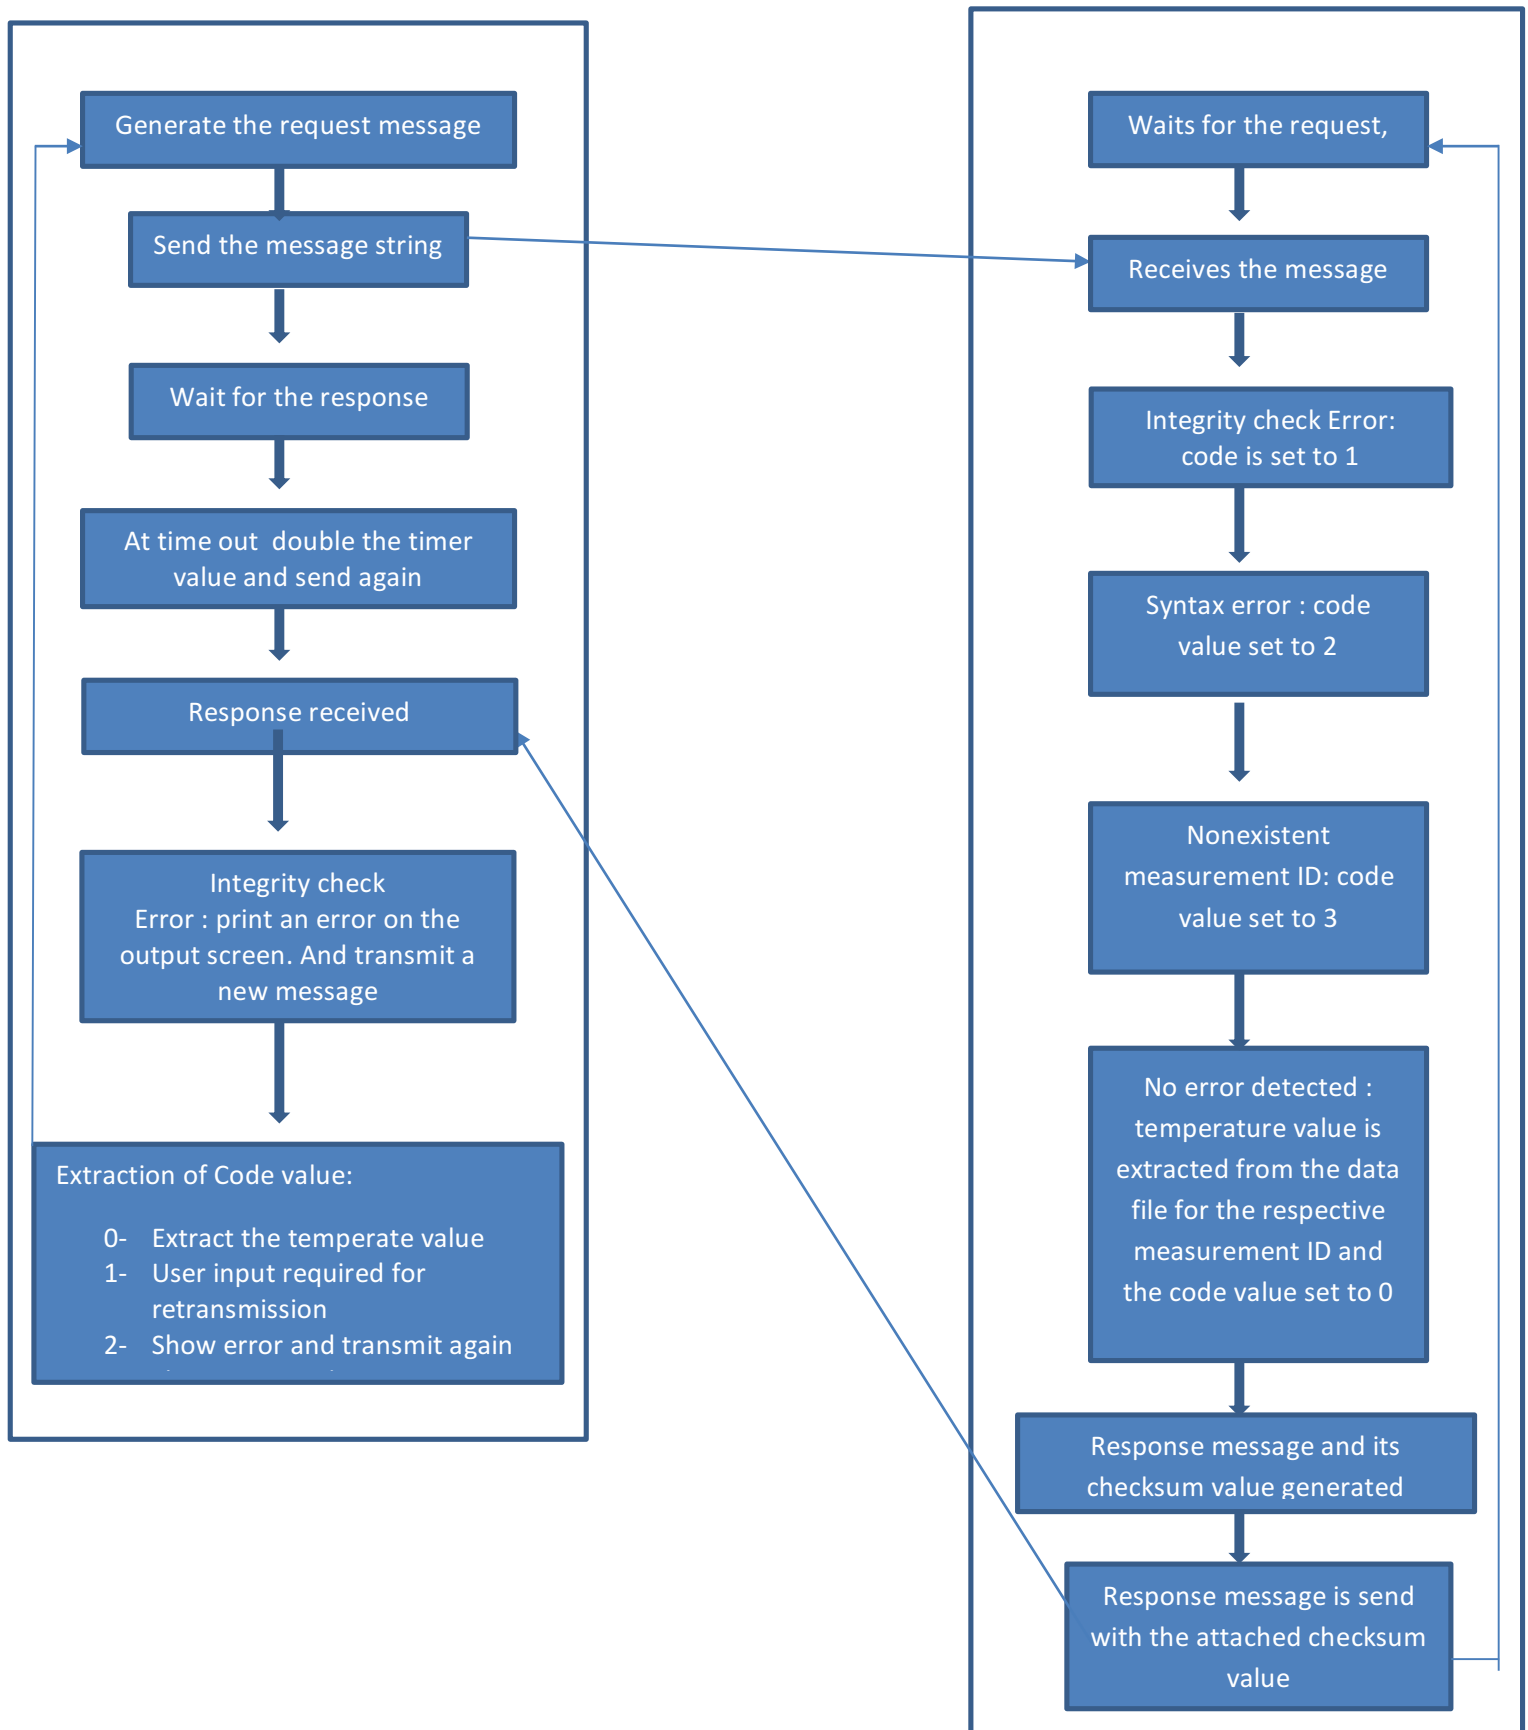 Generate the request message
Send the message string
Wait for the response
At time out  double the timer
value and send again
Response received
Integrity check
Error : print an error on the
output screen. And transmit a
new message
Extraction of Code value:
0- Extract the temperate value
1- User input required for
retransmission
2- Show error and transmit again
Waits for the request,
Receives the message
Integrity check Error:
code is set to 1
Syntax error : code
value set to 2
Nonexistent
measurement ID: code
value set to 3
No error detected :
temperature value is
extracted from the data
file for the respective
measurement ID and
the code value set to 0
Response message and its
checksum value generated
Response message is send
with the attached checksum
value